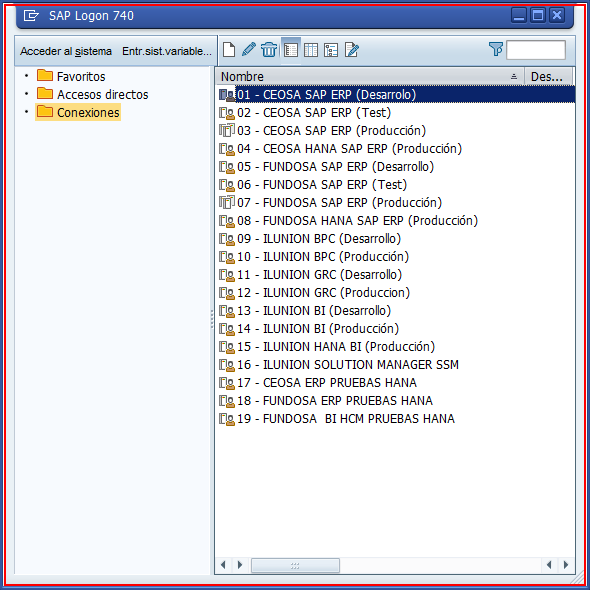 SAP Logon 740
Acceder al sistema Entr.sist.variable...
Favoritos
Accesos directos
Conexiones
Nombre Des...
01 - CEOSA SAP ERP (Desarrolo)
02 - CEOSA SAP ERP (Test)
03 - CEOSA SAP ERP (Producción)
04 - CEOSA HANA SAP ERP (Producción)
05 - FUNDOSA SAP ERP (Desarrollo)
06 - FUNDOSA SAP ERP (Test)
07 - FUNDOSA SAP ERP (Producción)
08 - FUNDOSA HANA SAP ERP (Producción)
09 - ILUNION BPC (Desarrollo)
10 - ILUNION BPC (Producción)
11 - ILUNION GRC (Desarrollo)
12 - ILUNION GRC (Produccion)
13 - ILUNION BI (Desarrollo)
14 - ILUNION BI (Producción)
15 - ILUNION HANA BI (Producción)
16 - ILUNION SOLUTION MANAGER SSM
17 - CEOSA ERP PRUEBAS HANA
18 - FUNDOSA ERP PRUEBAS HANA
19 - FUNDOSA  BI HCM PRUEBAS HANA